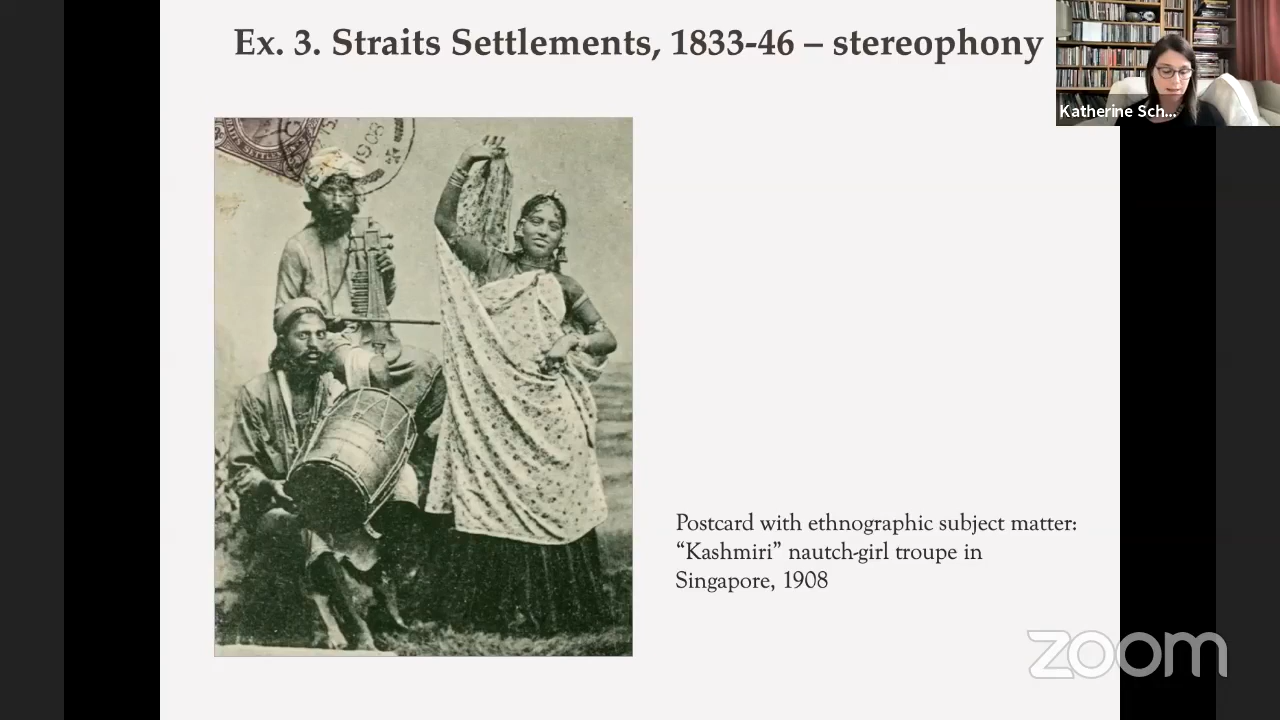 Ex. 3. Straits Settlements, 1833-46 – stereophony
Katherine Sch...
1908
Postcard with ethnographic subject matter:
“Kashmiri” nautch-girl troupe in
Singapore, 1908
zoom